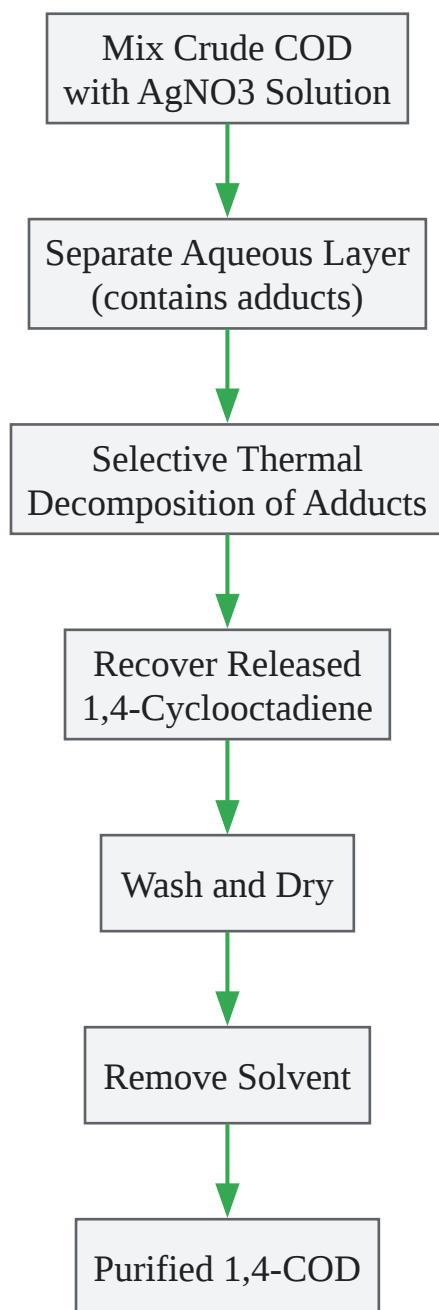 Mix Crude COD
with AgNO3 Solution
Separate Aqueous Layer
(contains adducts)
Selective Thermal
Decomposition of Adducts
Recover Released
1,4-Cyclooctadiene
Wash and Dry
Remove Solvent
Purified 1,4-COD